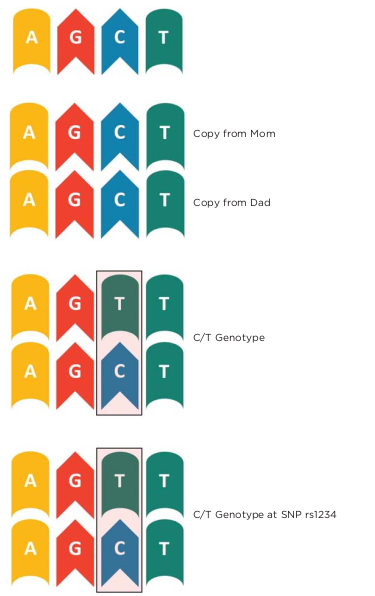 A G C T
A G C T
Copy from Mom
A G C T
Copy from Dad
A G T T
C/T Genotype
A G C T
A G T T
C/T Genotype at SNP rs1234
A G C T